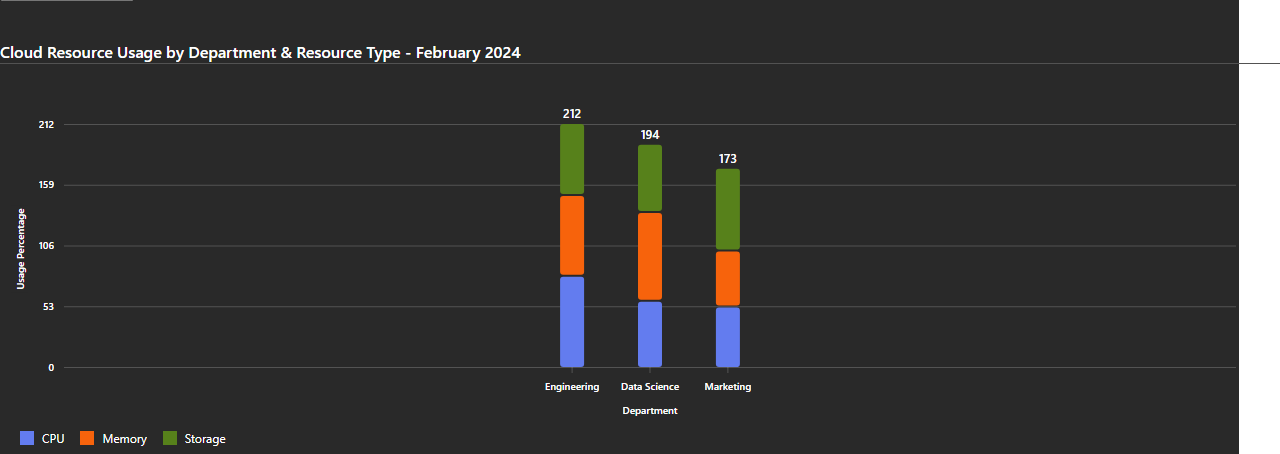 Cloud Resource Usage by Department & Resource Type - February 2024
212
194
173
212
159
106
53
0
Usage Percentage
Engineering
Data Science
Marketing
Department
CPU
Memory
Storage